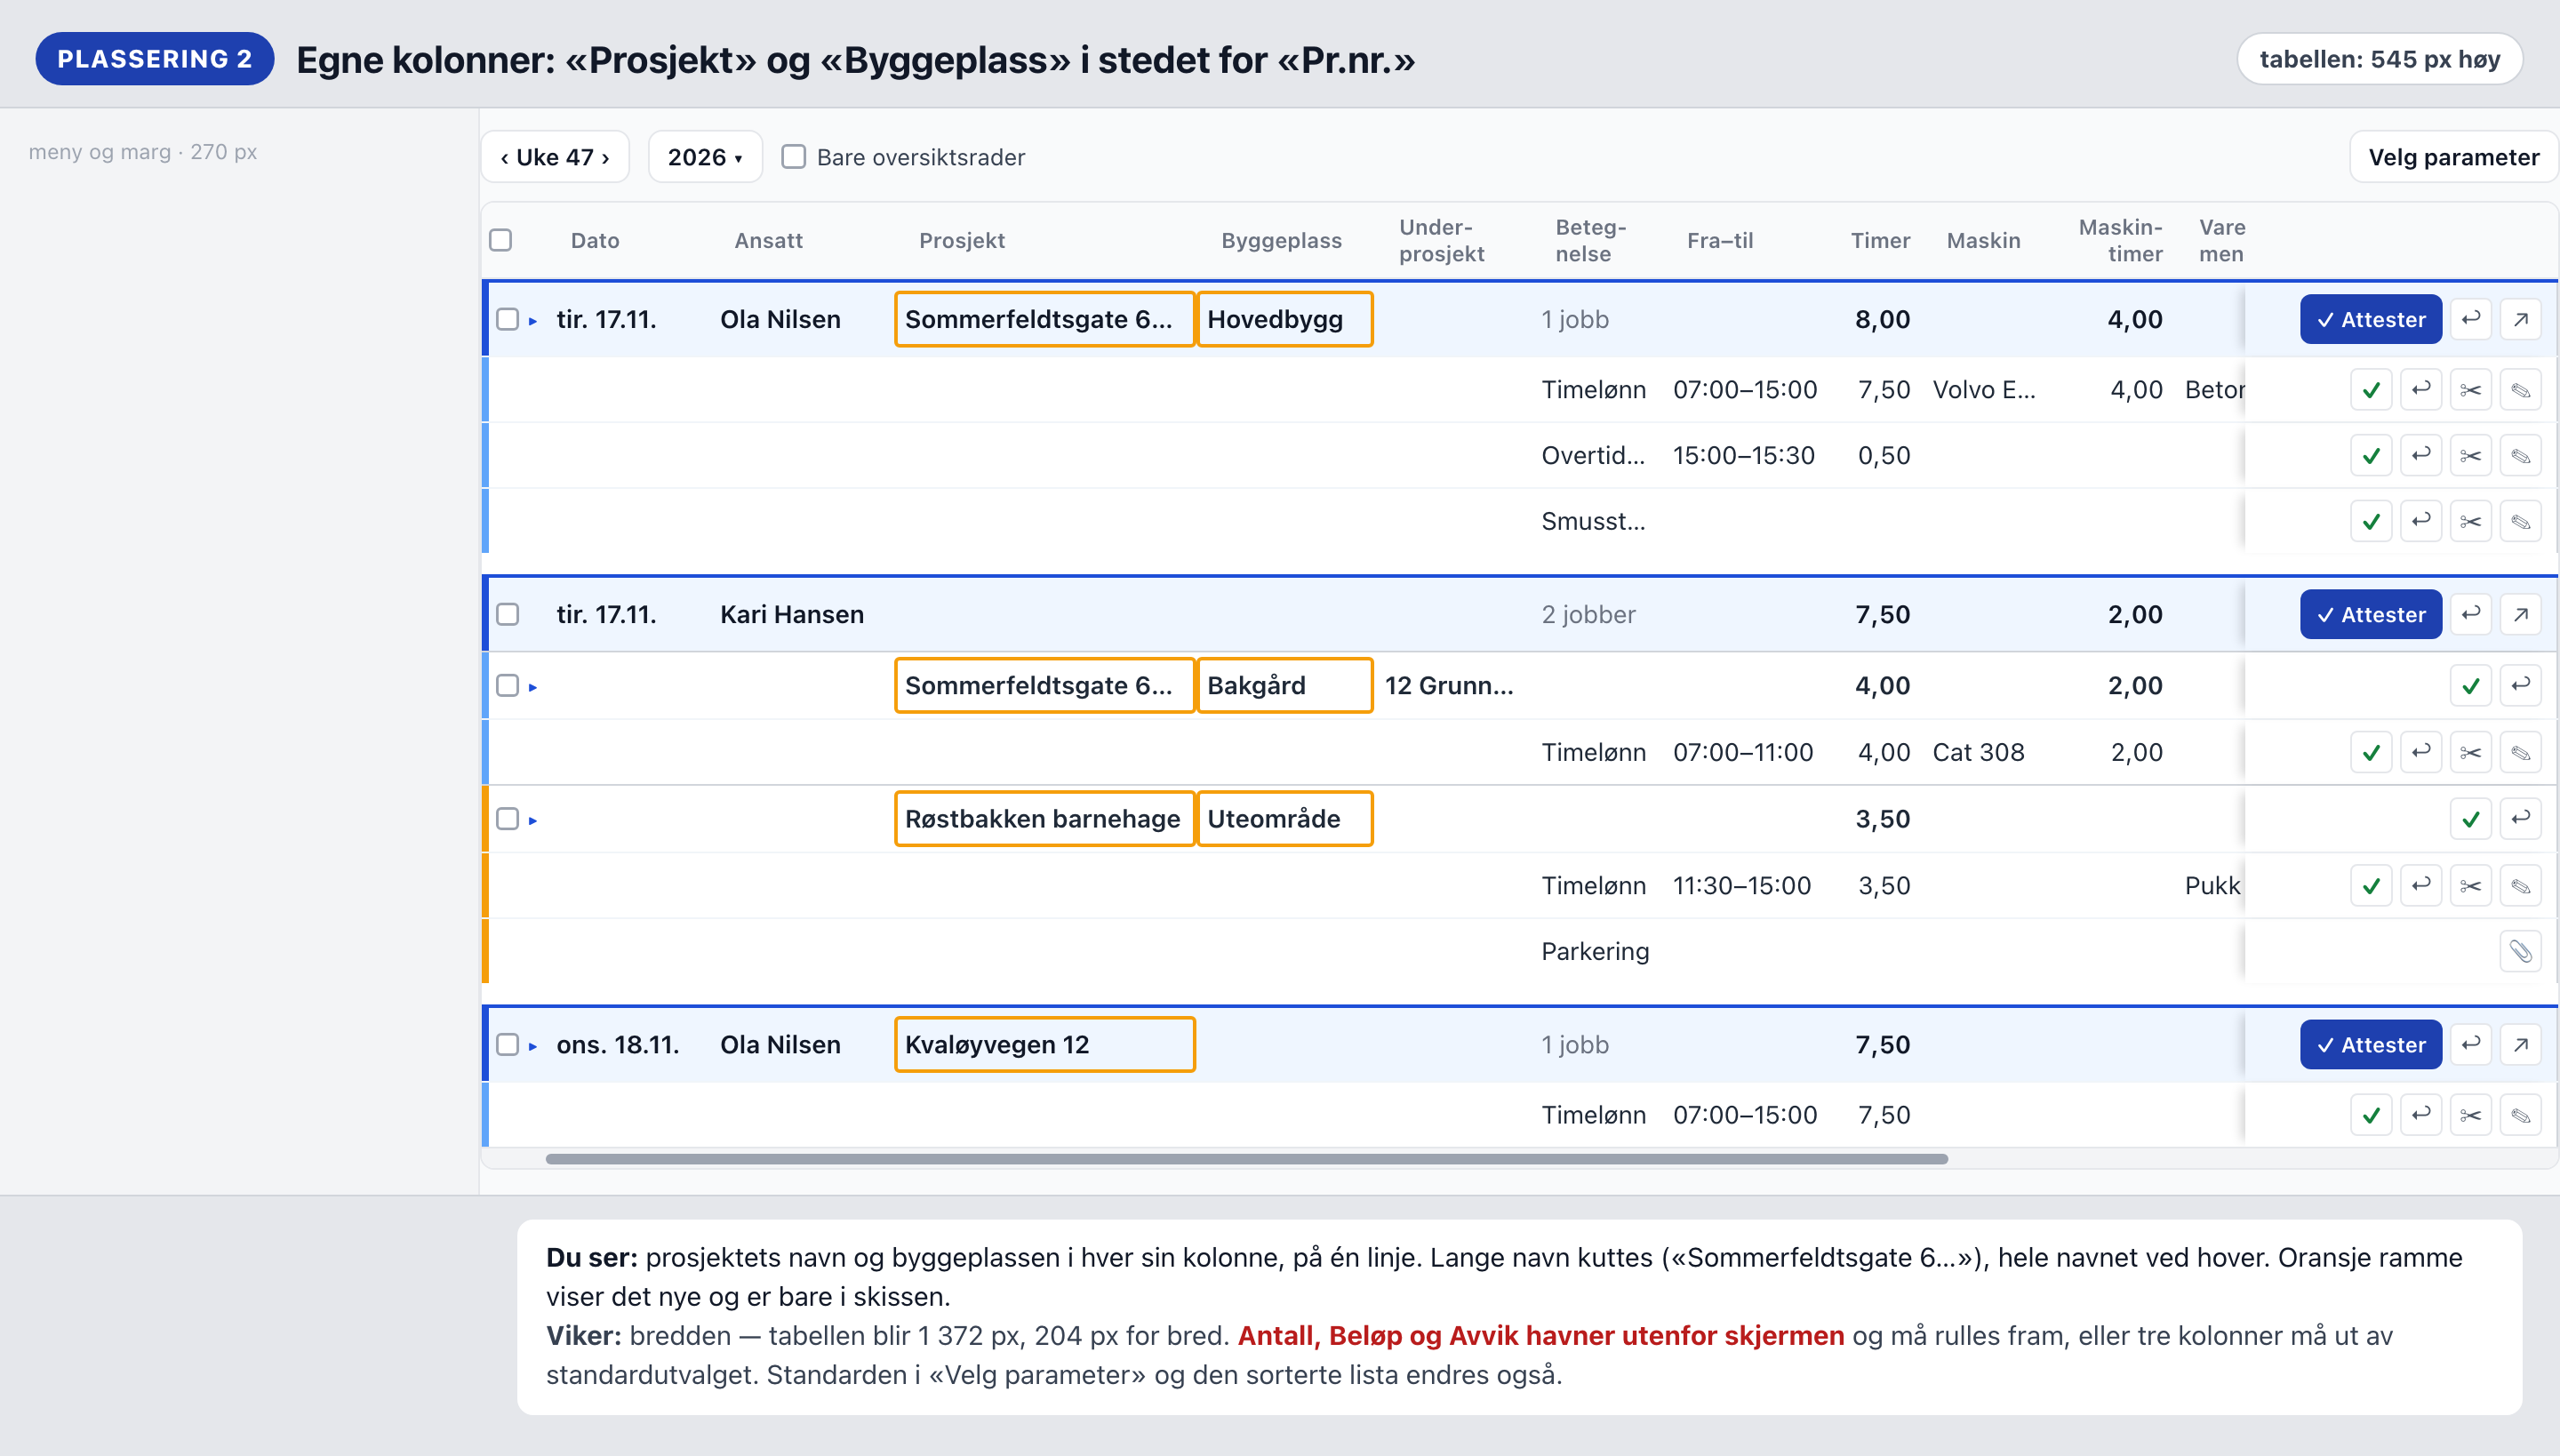 PLASSERING 2 Egne kolonner: «Prosjekt» og «Byggeplass» i stedet for «Pr.nr.» tabellen: 545 px høy
meny og marg · 270 px
‹ Uke 47 › 2026 ▾ Bare oversiktsrader Velg parameter
Dato Ansatt Prosjekt Byggeplass Under-prosjekt Beteg-nelse Fra–til Timer Maskin Maskin-timer Vare men
▸ tir. 17.11. Ola Nilsen Sommerfeldtsgate 6... Hovedbygg 1 jobb 8,00 4,00 ✓ Attester ↩ ↗
Timelønn 07:00–15:00 7,50 Volvo E... 4,00 Betor ✓ ↩ ✂ ✎
Overtid... 15:00–15:30 0,50 ✓ ↩ ✂ ✎
Smusst... ✓ ↩ ✂ ✎
tir. 17.11. Kari Hansen 2 jobber 7,50 2,00 ✓ Attester ↩ ↗
▸ Sommerfeldtsgate 6... Bakgård 12 Grunn... 4,00 2,00 ✓ ↩
Timelønn 07:00–11:00 4,00 Cat 308 2,00 ✓ ↩ ✂ ✎
▸ Røstbakken barnehage Uteområde 3,50 ✓ ↩
Timelønn 11:30–15:00 3,50 Pukk ✓ ↩ ✂ ✎
Parkering
▸ ons. 18.11. Ola Nilsen Kvaløyvegen 12 1 jobb 7,50 ✓ Attester ↩ ↗
Timelønn 07:00–15:00 7,50 ✓ ↩ ✂ ✎
Du ser: prosjektets navn og byggeplassen i hver sin kolonne, på én linje. Lange navn kuttes («Sommerfeldtsgate 6...»), hele navnet ved hover. Oransje ramme
viser det nye og er bare i skissen.
Viker: bredden — tabellen blir 1 372 px, 204 px for bred. Antall, Beløp og Avvik havner utenfor skjermen og må rulles fram, eller tre kolonner må ut av
standardutvalget. Standarden i «Velg parameter» og den sorterte lista endres også.